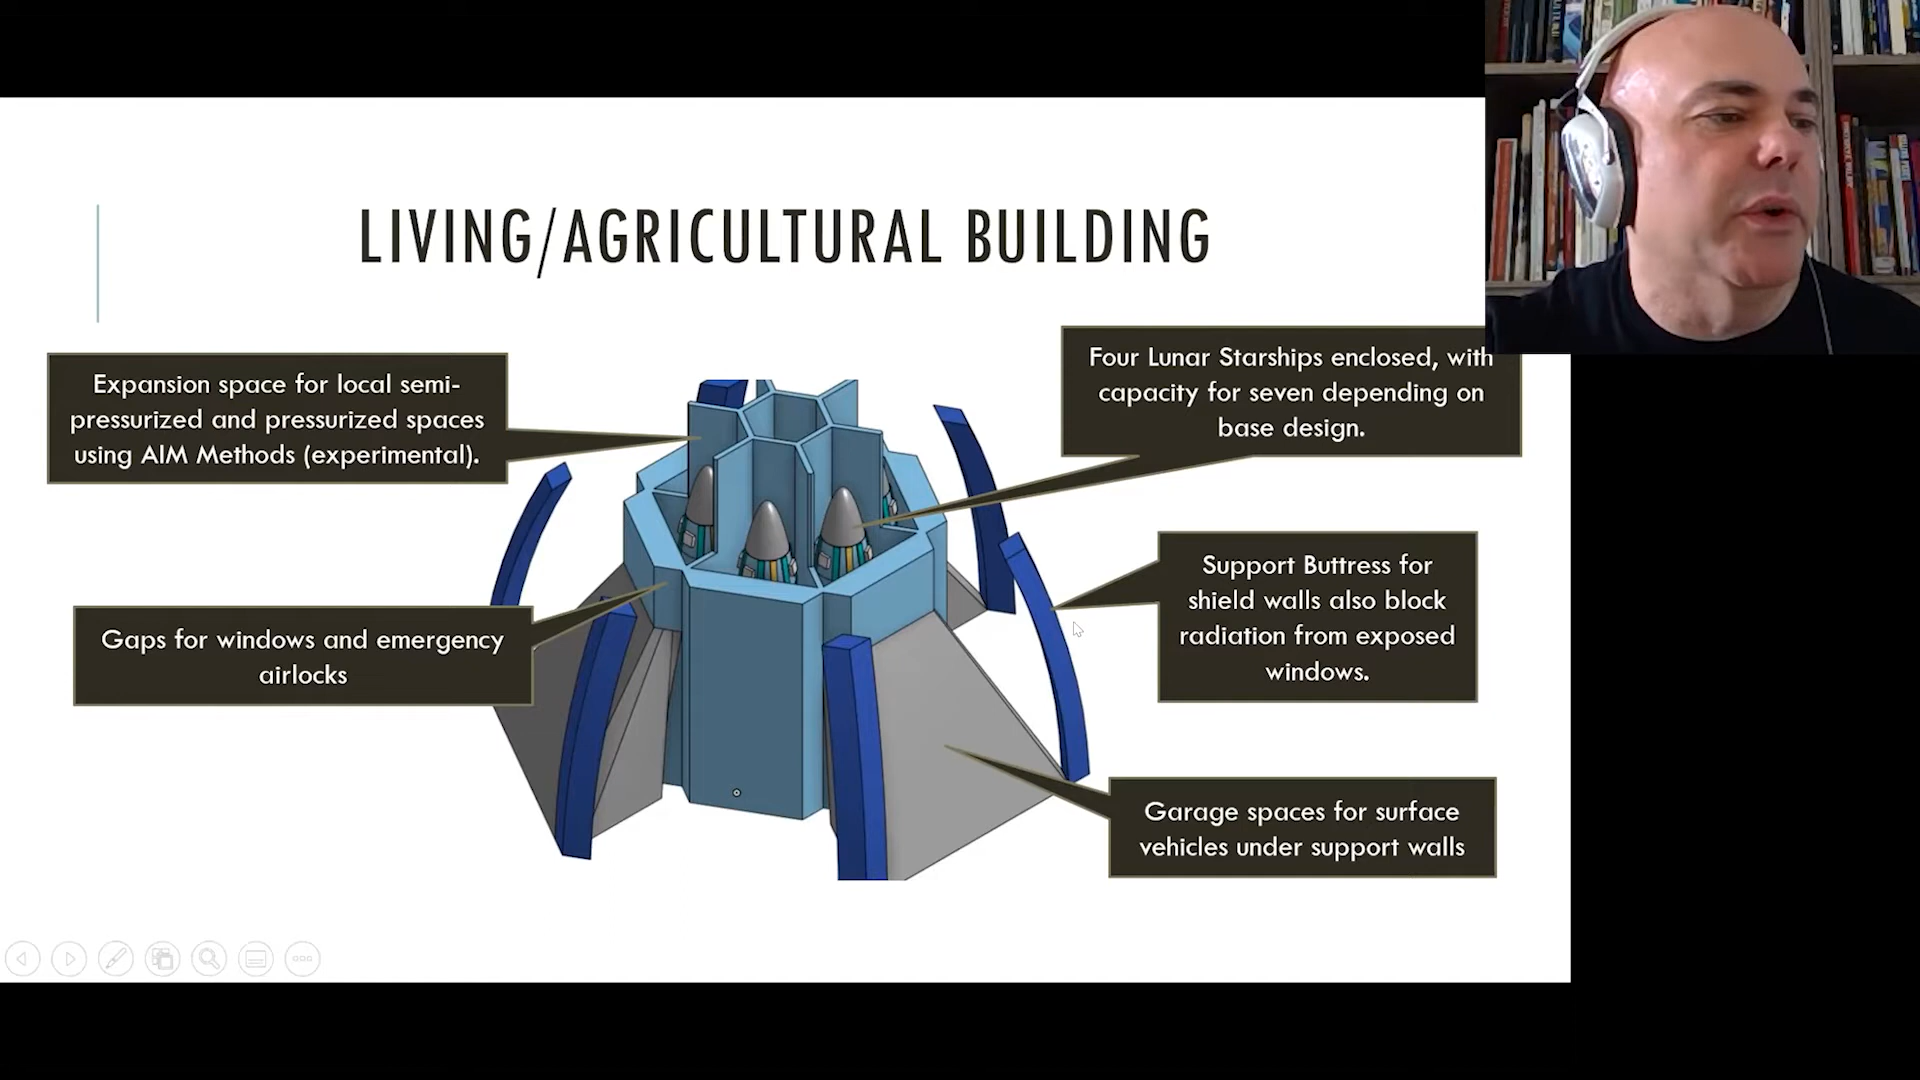 LIVING/AGRICULTURAL BUILDING
Expansion space for local semi-
pressurized and pressurized spaces
using AIM Methods (experimental).
Four Lunar Starships enclosed, with
capacity for seven depending on
base design.
Gaps for windows and emergency
airlocks
Support Buttress for
shield walls also block
radiation from exposed
windows.
Garage spaces for surface
vehicles under support walls